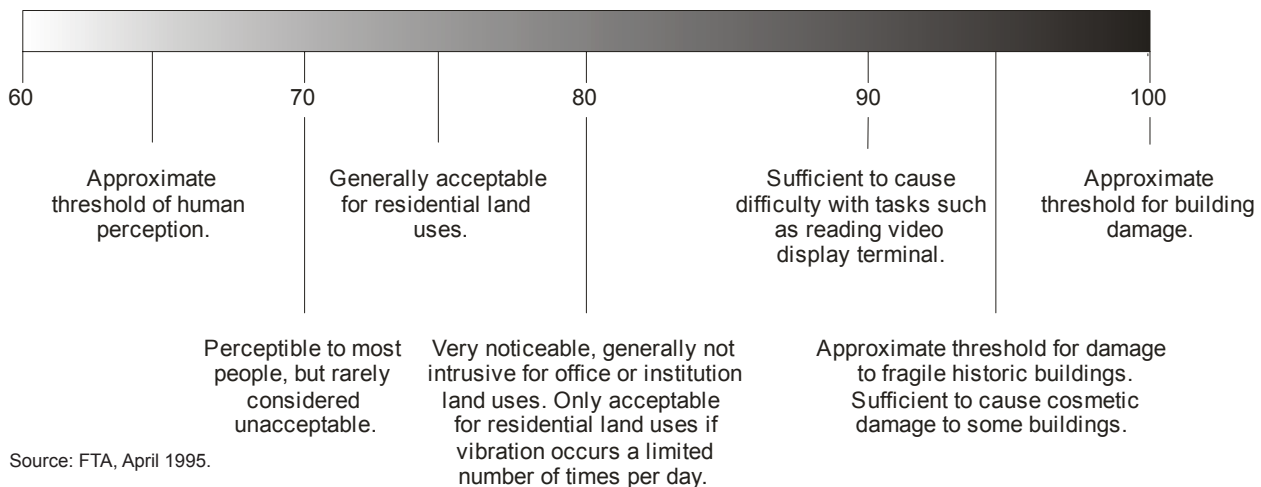 60
70
80
90
100
Approximate
threshold of human
perception.
Generally acceptable
for residential land
uses.
Sufficient to cause
difficulty with tasks such
as reading video
display terminal.
Approximate
threshold for building
damage.
Perceptible to most
people, but rarely
considered
unacceptable.
Very noticeable, generally not
intrusive for office or institution
land uses. Only acceptable
for residential land uses if
vibration occurs a limited
number of times per day.
Approximate threshold for damage
to fragile historic buildings.
Sufficient to cause cosmetic
damage to some buildings.
Source: FTA, April 1995.